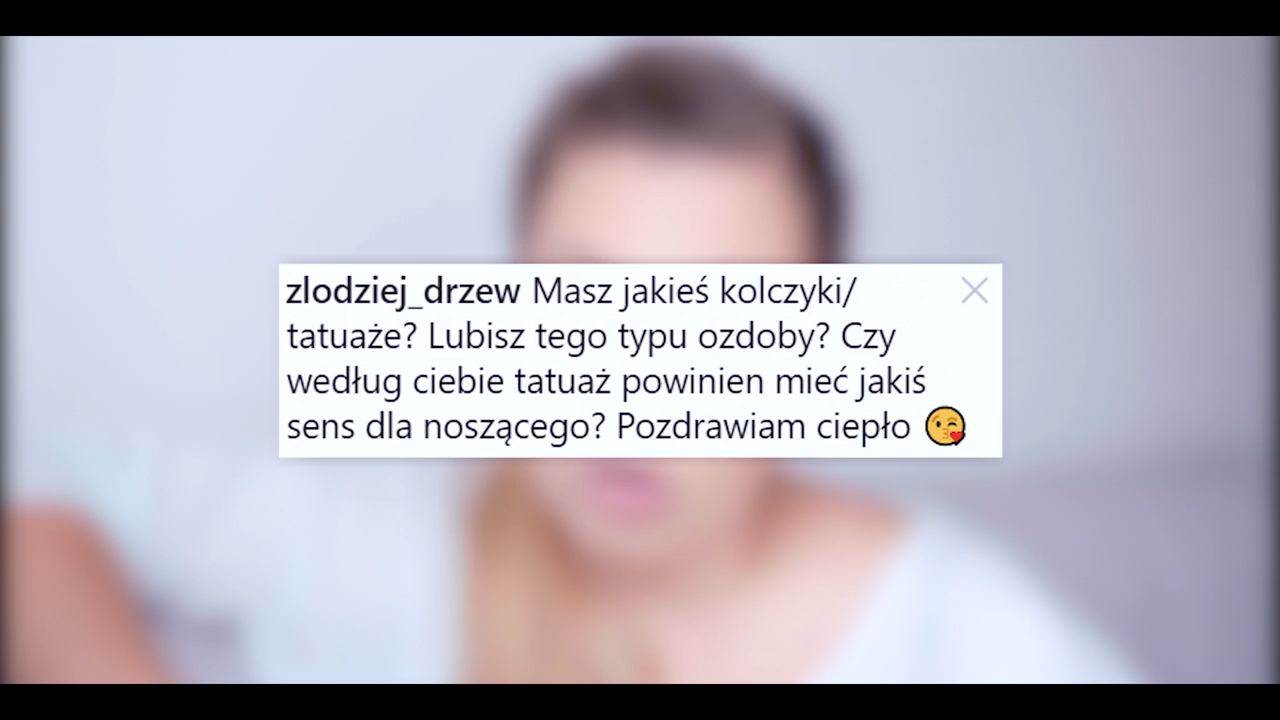 zlodziej_drzew Masz jakieś kolczyki/
tatuaże? Lubisz tego typu ozdoby? Czy
według ciebie tatuaż powinien mieć jakiś
sens dla noszącego? Pozdrawiam ciepło 😘